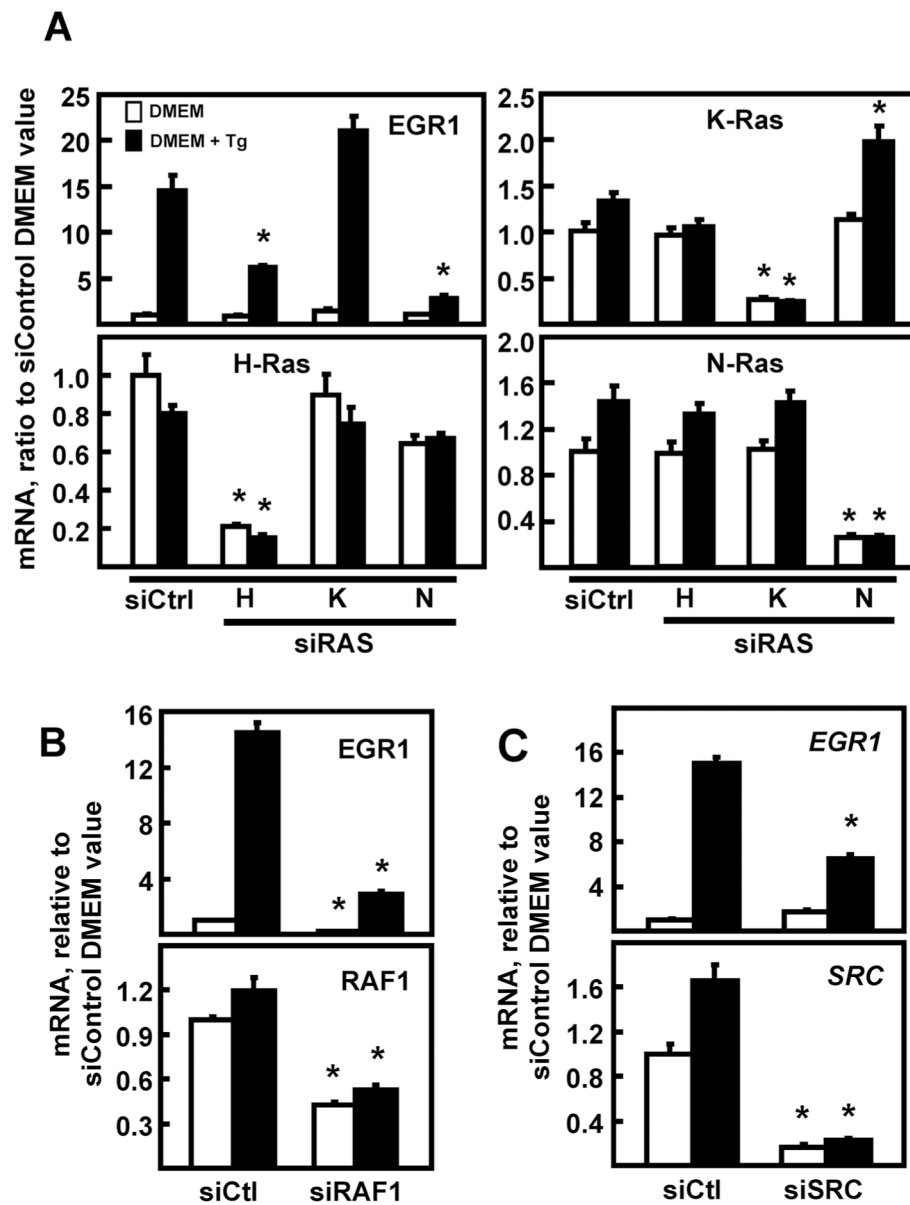 A
mRNA, ratio to siControl DMEM value
25
20
15
10
5
DMEM
DMEM + Tg
EGR1
*
*
2.5
2.0
1.5
1.0
0.5
K-Ras
*
*
*
1.0
0.8
0.6
0.4
0.2
H-Ras
*
*
2.0
1.6
1.2
0.8
0.4
N-Ras
*
*
siCtrl
H
K
N
siRAS
siCtrl
H
K
N
siRAS
B
mRNA, relative to
siControl DMEM value
16
12
8
4
EGR1
*
*
1.2
0.9
0.6
0.3
RAF1
*
*
siCtl
siRAF1
C
mRNA, relative to
siControl DMEM value
16
12
8
4
EGR1
*
1.6
1.2
0.8
0.4
SRC
*
*
siCtl
siSRC